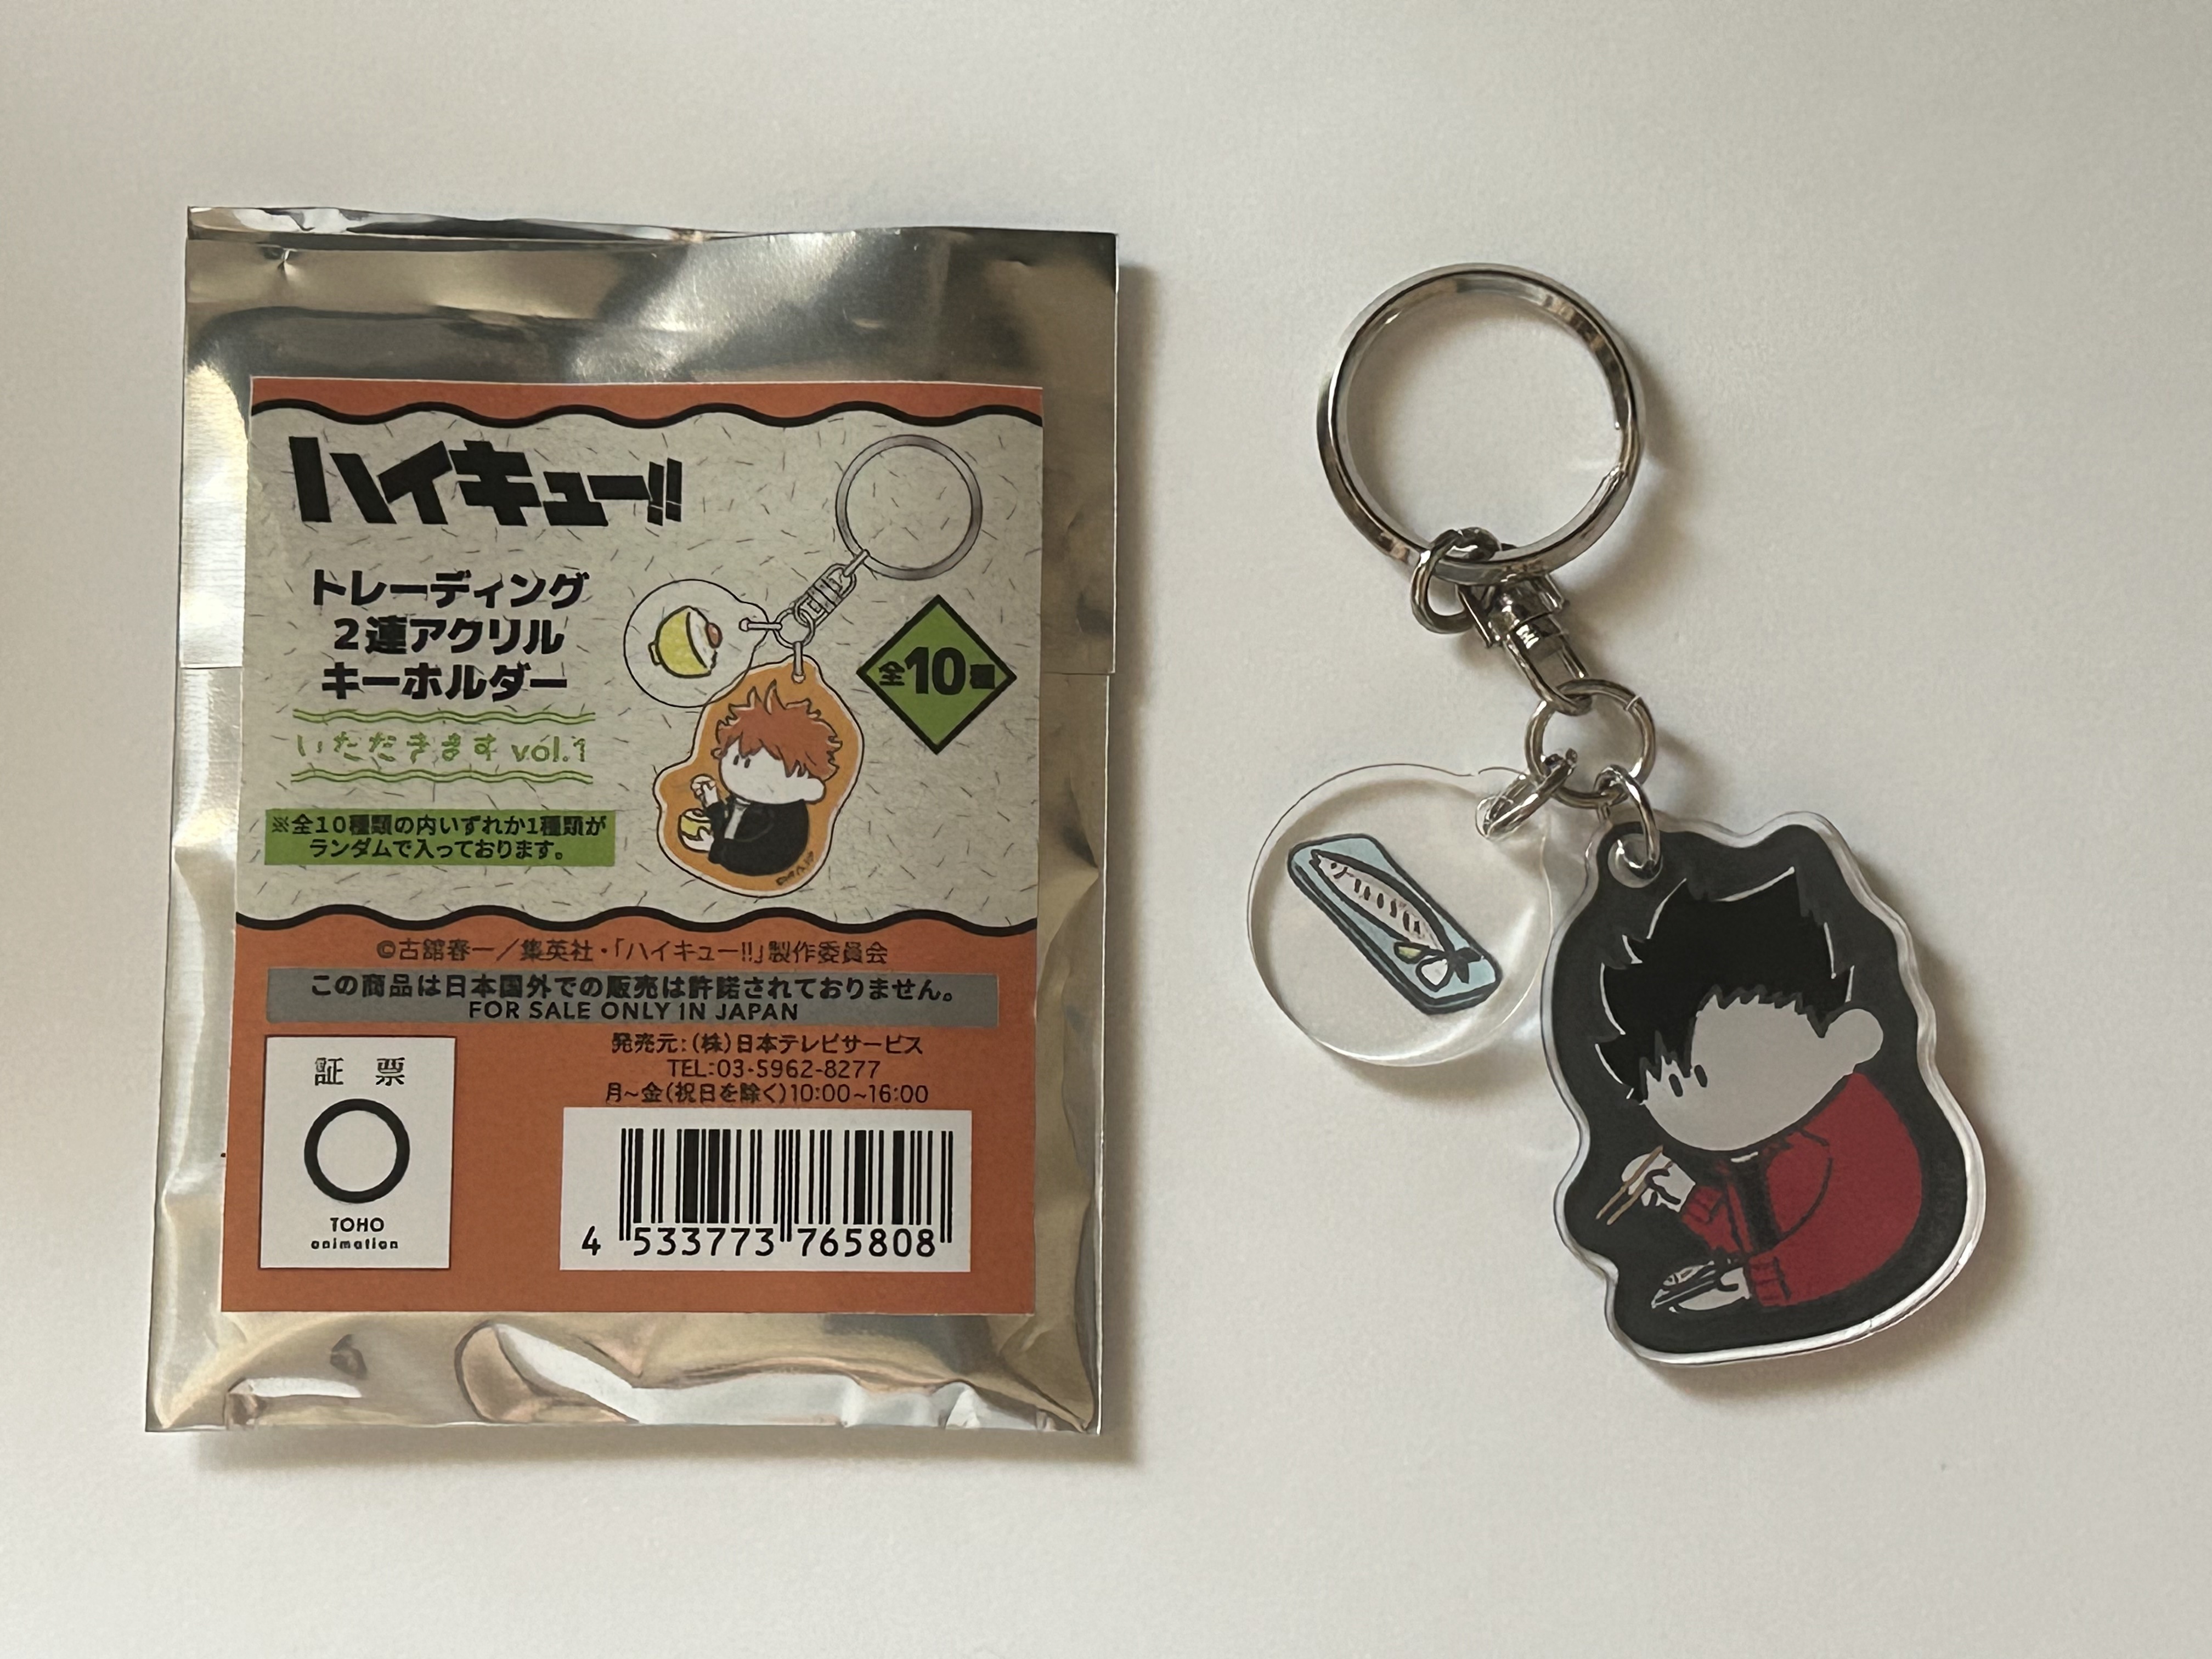 ハイキュー!!
トレーディング
2連アクリル
キーホルダー
いただきます vol.1
全10種
※全10種類の内いずれか1種類が
ランダムで入っております。
©古舘春一／集英社・「ハイキュー!!」製作委員会
この商品は日本国外での販売は許諾されておりません。
FOR SALE ONLY IN JAPAN
発売元：（株）日本テレビサービス
TEL:03-5962-8277
月~金（祝日を除く）10:00~16:00
証 票
TOHO
animation
4 533773 765808